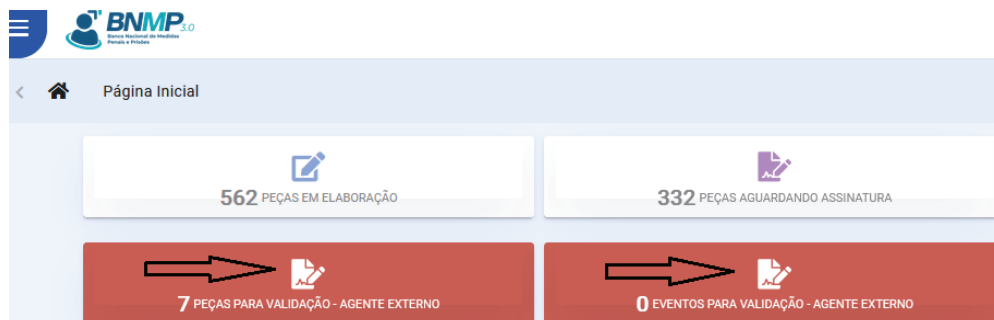 BNMP3.0
Banco Nacional de Medidas
Penais e Prisões
Página Inicial
562 PEÇAS EM ELABORAÇÃO
332 PEÇAS AGUARDANDO ASSINATURA
7 PEÇAS PARA VALIDAÇÃO - AGENTE EXTERNO
0 EVENTOS PARA VALIDAÇÃO - AGENTE EXTERNO